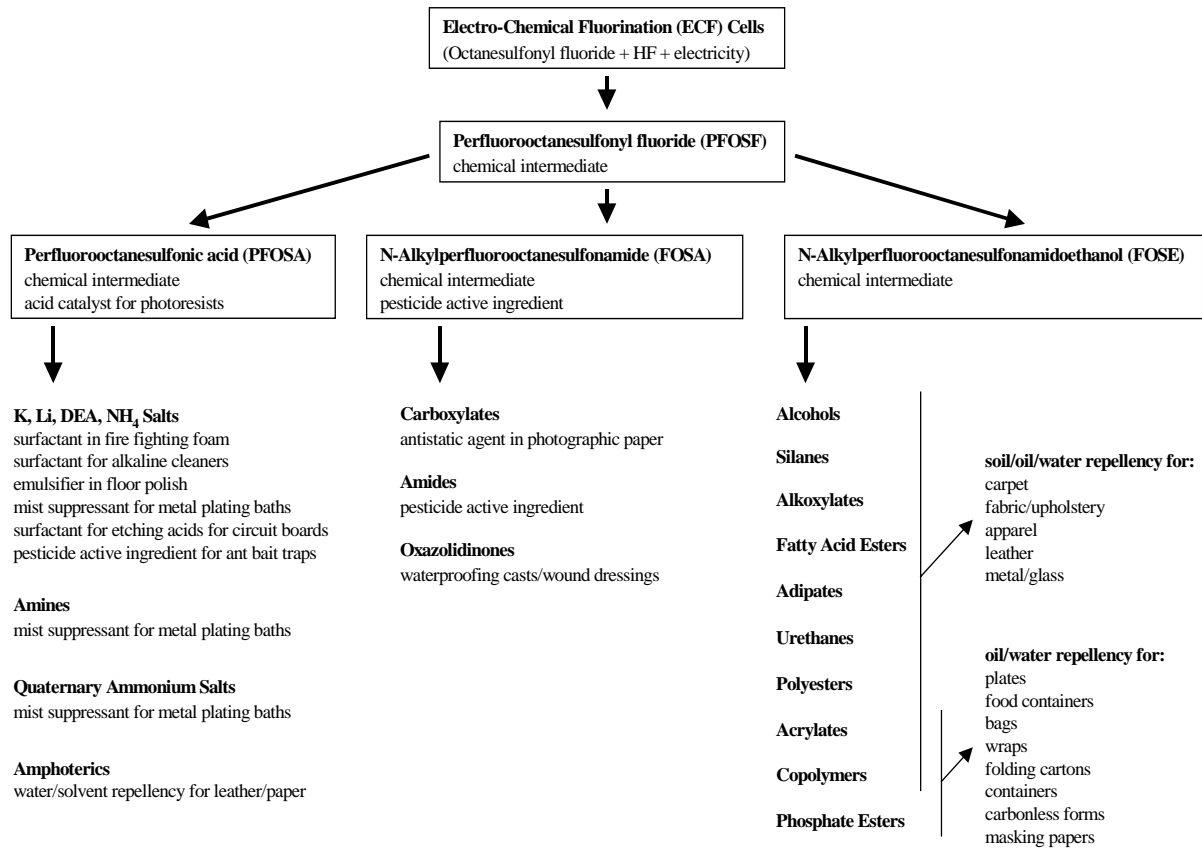 Electro-Chemical Fluorination (ECF) Cells
(Octanesulfonyl fluoride + HF + electricity)
Perfluorooctanesulfonyl fluoride (PFOSF)
chemical intermediate
Perfluorooctanesulfonic acid (PFOSA)
chemical intermediate
acid catalyst for photoresists
N-Alkylperfluorooctanesulfonamide (FOSA)
chemical intermediate
pesticide active ingredient
N-Alkylperfluorooctanesulfonamidoethanol (FOSE)
chemical intermediate
K, Li, DEA, NH4 Salts
surfactant in fire fighting foam
surfactant for alkaline cleaners
emulsifier in floor polish
mist suppressant for metal plating baths
surfactant for etching acids for circuit boards
pesticide active ingredient for ant bait traps
Amines
mist suppressant for metal plating baths
Quaternary Ammonium Salts
mist suppressant for metal plating baths
Amphoterics
water/solvent repellency for leather/paper
Carboxylates
antistatic agent in photographic paper
Amides
pesticide active ingredient
Oxazolidinones
waterproofing casts/wound dressings
Alcohols
Silanes
Alkoxylates
Fatty Acid Esters
Adipates
Urethanes
Polyesters
Acrylates
Copolymers
Phosphate Esters
soil/oil/water repellency for:
carpet
fabric/upholstery
apparel
leather
metal/glass
oil/water repellency for:
plates
food containers
bags
wraps
folding cartons
containers
carbonless forms
masking papers